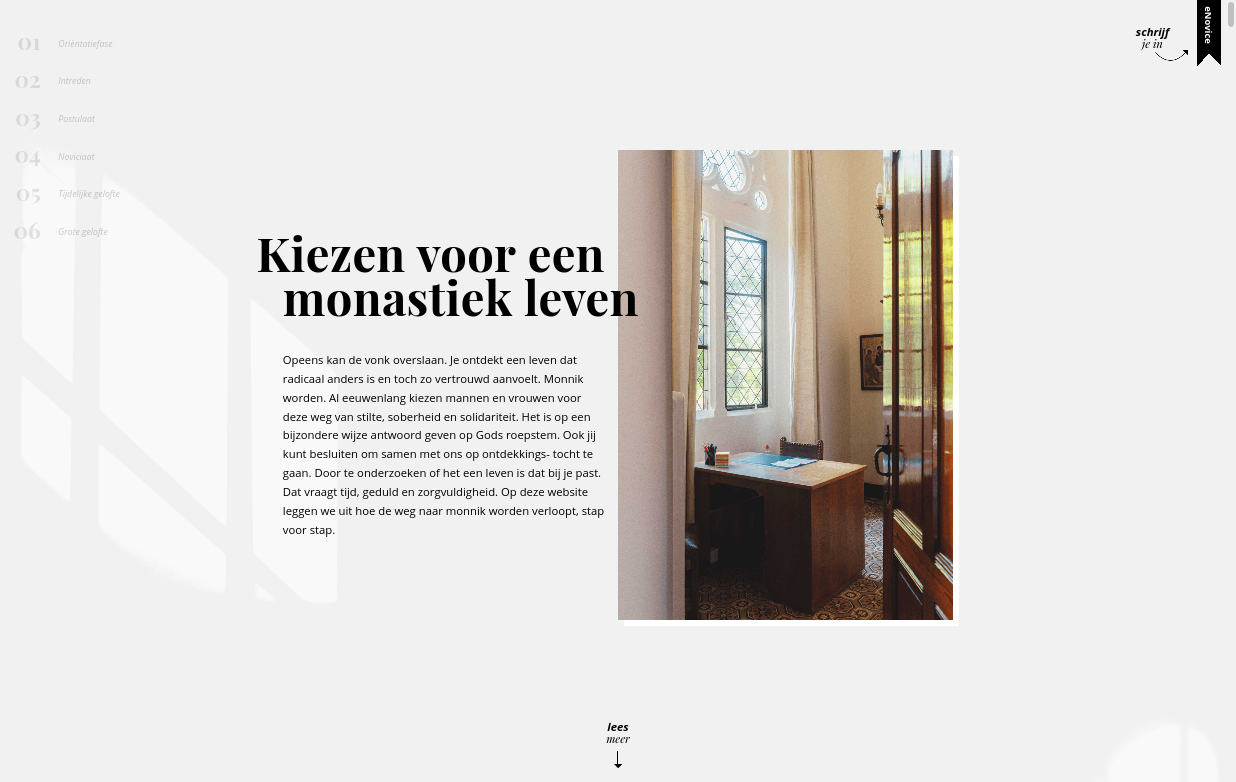 01 Oriëntatiefase
02 Intreden
03 Postulaat
04 Noviciaat
05 Tijdelijke gelofte
06 Grote gelofte
schrijf
je in
eNovice
Kiezen voor een
monastiek leven
Opeens kan de vonk overslaan. Je ontdekt een leven dat
radicaal anders is en toch zo vertrouwd aanvoelt. Monnik
worden. Al eeuwenlang kiezen mannen en vrouwen voor
deze weg van stilte, soberheid en solidariteit. Het is op een
bijzondere wijze antwoord geven op Gods roepstem. Ook jij
kunt besluiten om samen met ons op ontdekkings- tocht te
gaan. Door te onderzoeken of het een leven is dat bij je past.
Dat vraagt tijd, geduld en zorgvuldigheid. Op deze website
leggen we uit hoe de weg naar monnik worden verloopt, stap
voor stap.
lees
meer